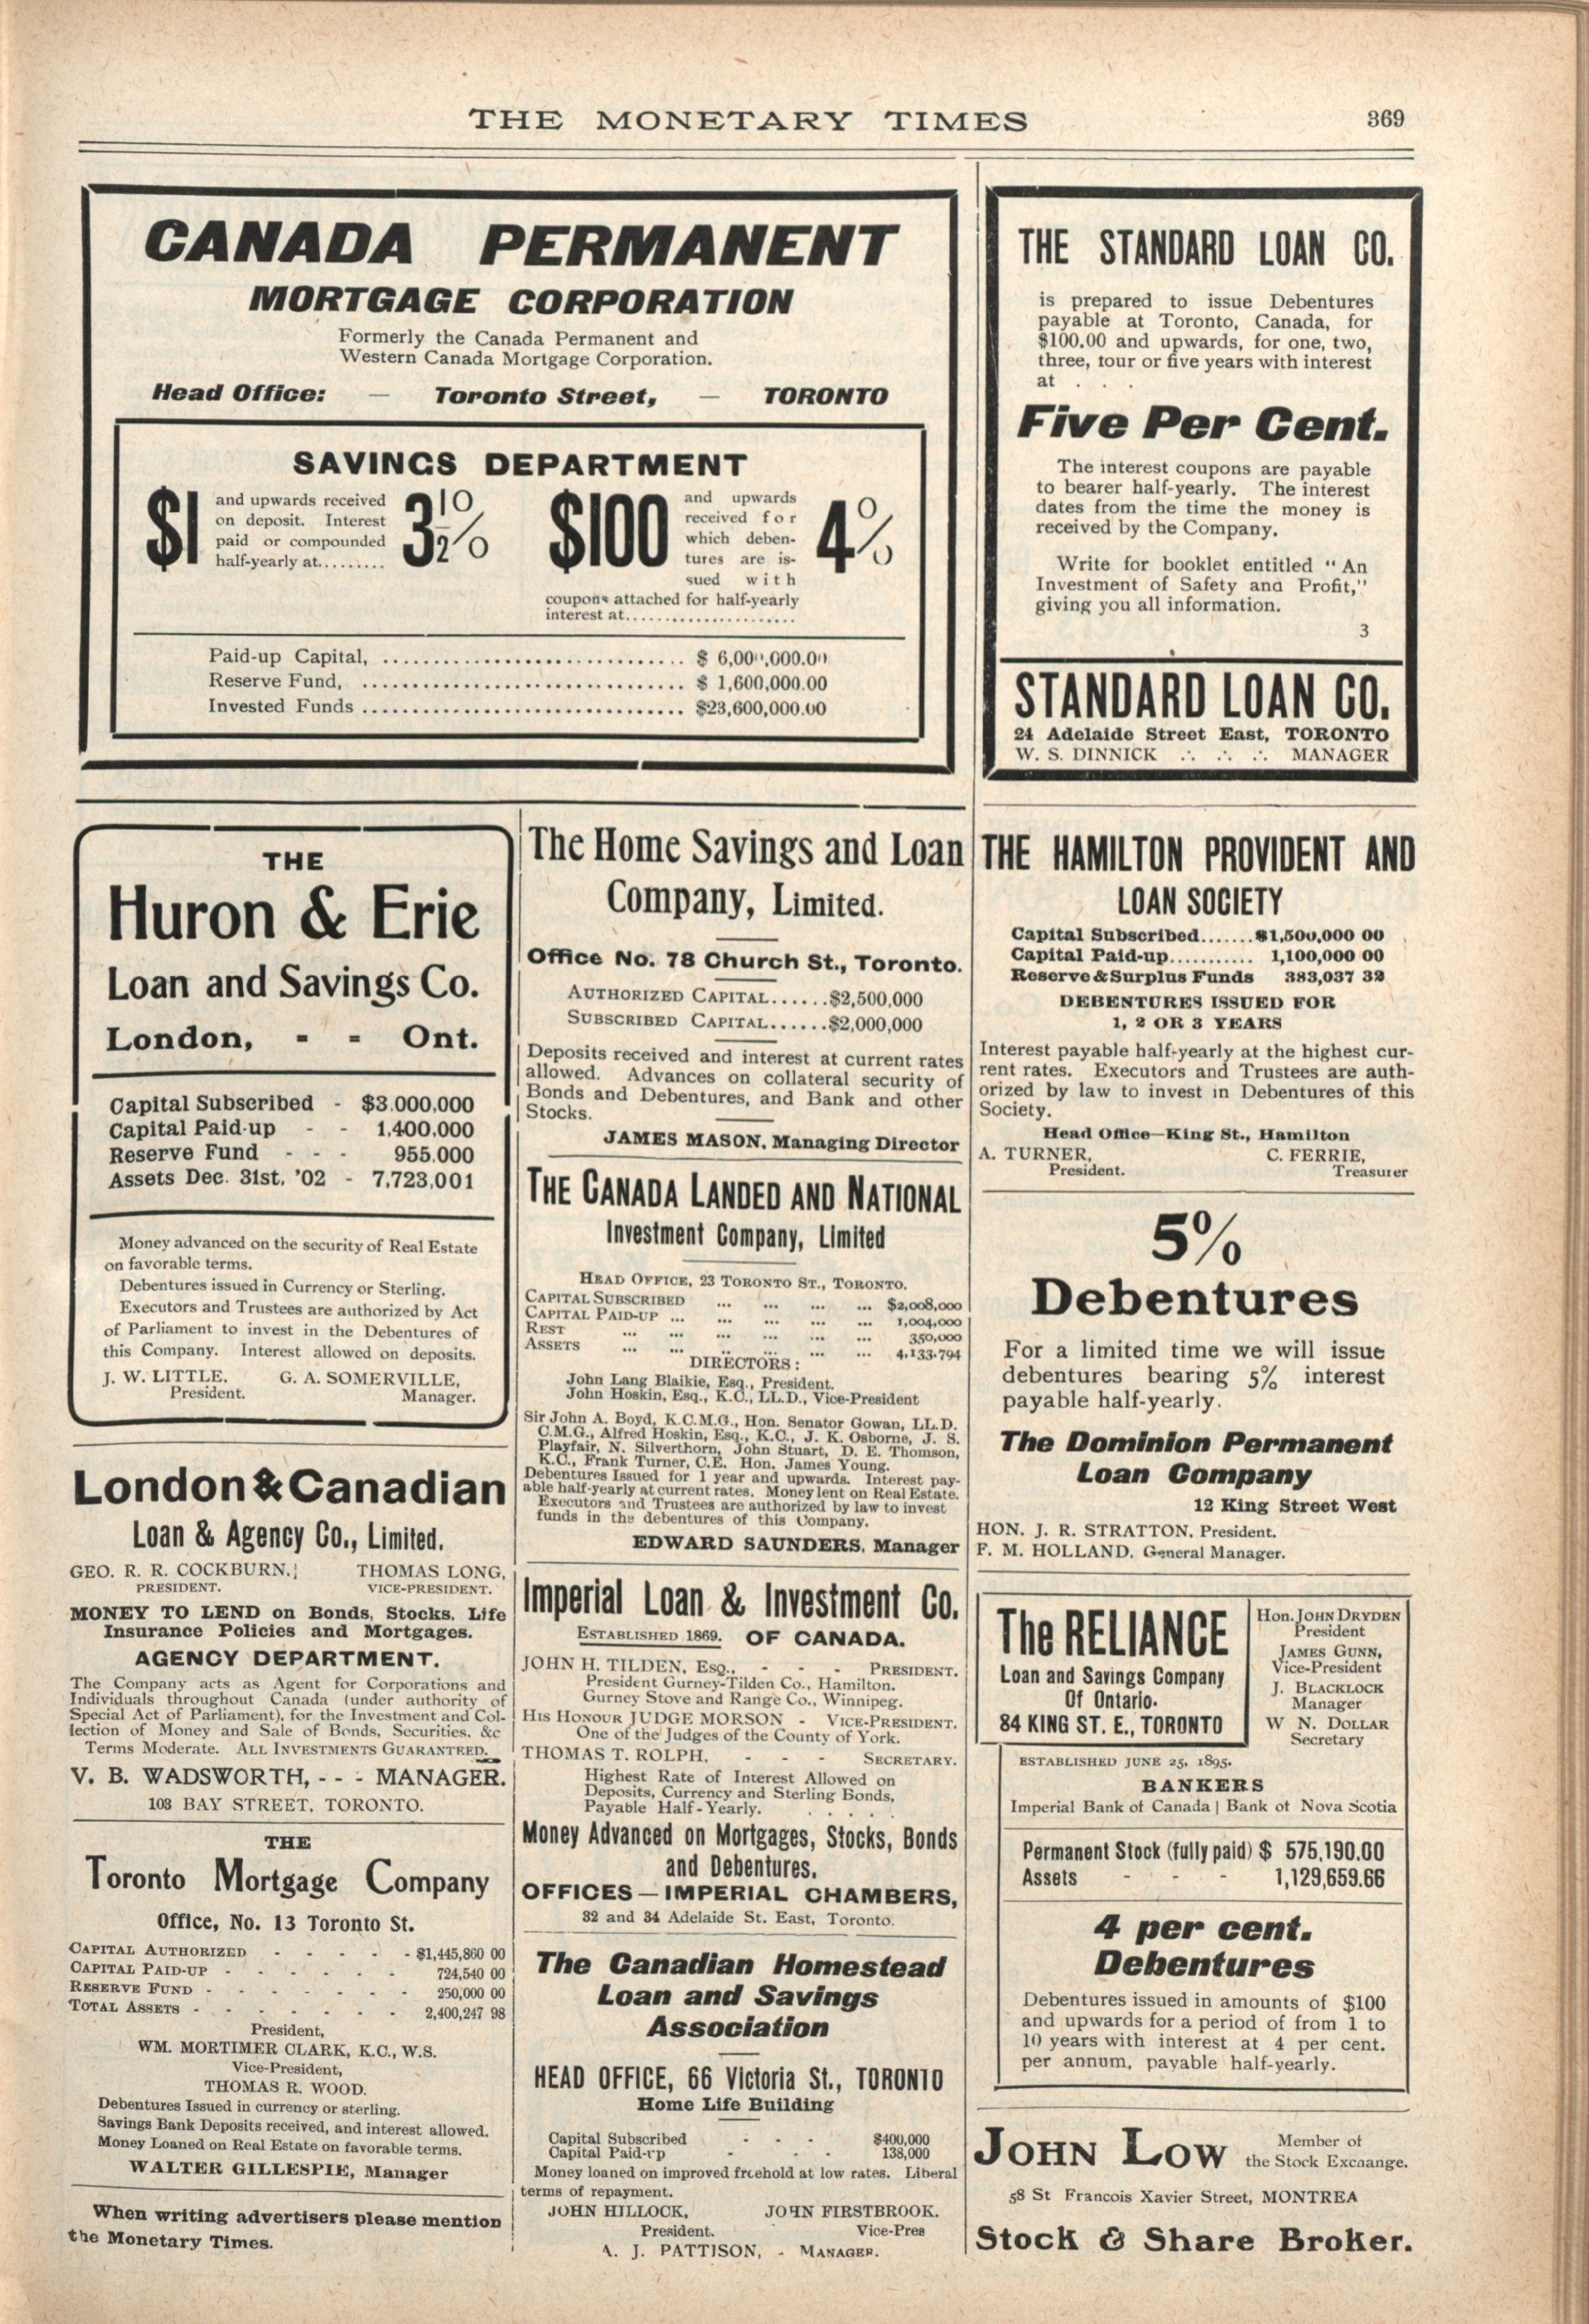 THE MONETARY TIMES 369
CANADA PERMANENT
MORTGAGE CORPORATION
Formerly the Canada Permanent and
Western Canada Mortgage Corporation.
Head Office: — Toronto Street, — TORONTO
SAVINGS DEPARTMENT
$1 and upwards received
on deposit. Interest
paid or compounded
half-yearly at.........
3½%
$100 and upwards
received for
which deben-
tures are is-
sued with
coupons attached for half-yearly
interest at.....................
4%
Paid-up Capital, .................................... $ 6,000,000.00
Reserve Fund, ...................................... $ 1,600,000.00
Invested Funds ...................................... $23,600,000.00
THE STANDARD LOAN CO.
is prepared to issue Debentures
payable at Toronto, Canada, for
$100.00 and upwards, for one, two,
three, four or five years with interest
at . . .
Five Per Cent.
The interest coupons are payable
to bearer half-yearly. The interest
dates from the time the money is
received by the Company.
Write for booklet entitled "An
Investment of Safety and Profit,"
giving you all information.
3
STANDARD LOAN CO.
24 Adelaide Street East, TORONTO
W. S. DINNICK ∴ ∴ ∴ MANAGER
THE
Huron & Erie
Loan and Savings Co.
London, - - Ont.
Capital Subscribed - $3,000,000
Capital Paid-up - - 1,400,000
Reserve Fund - - - 955,000
Assets Dec. 31st, '02 - 7,723,001
Money advanced on the security of Real Estate
on favorable terms.
Debentures issued in Currency or Sterling.
Executors and Trustees are authorized by Act
of Parliament to invest in the Debentures of
this Company. Interest allowed on deposits.
J. W. LITTLE, G. A. SOMERVILLE,
President. Manager.
London & Canadian
Loan & Agency Co., Limited.
GEO. R. R. COCKBURN, THOMAS LONG,
PRESIDENT. VICE-PRESIDENT.
MONEY TO LEND on Bonds, Stocks, Life
Insurance Policies and Mortgages.
AGENCY DEPARTMENT.
The Company acts as Agent for Corporations and
Individuals throughout Canada (under authority of
Special Act of Parliament), for the Investment and Col-
lection of Money and Sale of Bonds, Securities, &c
Terms Moderate. ALL INVESTMENTS GUARANTEED.
V. B. WADSWORTH, - - - MANAGER.
103 BAY STREET, TORONTO.
THE
Toronto Mortgage Company
Office, No. 13 Toronto St.
CAPITAL AUTHORIZED - - - - - $1,445,860 00
CAPITAL PAID-UP - - - - - - 724,540 00
RESERVE FUND - - - - - - - 250,000 00
TOTAL ASSETS - - - - - - - 2,400,247 98
President,
WM. MORTIMER CLARK, K.C., W.S.
Vice-President,
THOMAS R. WOOD.
Debentures Issued in currency or sterling.
Savings Bank Deposits received, and interest allowed.
Money Loaned on Real Estate on favorable terms.
WALTER GILLESPIE, Manager
When writing advertisers please mention
the Monetary Times.
The Home Savings and Loan
Company, Limited.
Office No. 78 Church St., Toronto.
AUTHORIZED CAPITAL......$2,500,000
SUBSCRIBED CAPITAL......$2,000,000
Deposits received and interest at current rates
allowed. Advances on collateral security of
Bonds and Debentures, and Bank and other
Stocks.
JAMES MASON, Managing Director
THE CANADA LANDED AND NATIONAL
Investment Company, Limited
HEAD OFFICE, 23 TORONTO ST., TORONTO.
CAPITAL SUBSCRIBED ... ... ... ... $2,008,000
CAPITAL PAID-UP ... ... ... ... ... 1,004,000
REST ... ... ... ... ... ... 350,000
ASSETS ... ... ... ... ... ... 4,133,794
DIRECTORS:
John Lang Blaikie, Esq., President.
John Hoskin, Esq., K.C., LL.D., Vice-President
Sir John A. Boyd, K.C.M.G., Hon. Senator Gowan, LL.D.
C.M.G., Alfred Hoskin, Esq., K.C., J. K. Osborne, J. S.
Playfair, N. Silverthorn, John Stuart, D. E. Thomson,
K.C., Frank Turner, C.E. Hon. James Young.
Debentures Issued for 1 year and upwards. Interest pay-
able half-yearly at current rates. Money lent on Real Estate.
Executors and Trustees are authorized by law to invest
funds in the debentures of this Company.
EDWARD SAUNDERS, Manager
Imperial Loan & Investment Co.
ESTABLISHED 1869. OF CANADA.
JOHN H. TILDEN, ESQ., - - - PRESIDENT.
President Gurney-Tilden Co., Hamilton.
Gurney Stove and Range Co., Winnipeg.
HIS HONOUR JUDGE MORSON - VICE-PRESIDENT.
One of the Judges of the County of York.
THOMAS T. ROLPH, - - - SECRETARY.
Highest Rate of Interest Allowed on
Deposits, Currency and Sterling Bonds,
Payable Half-Yearly. . . . .
Money Advanced on Mortgages, Stocks, Bonds
and Debentures.
OFFICES — IMPERIAL CHAMBERS,
32 and 34 Adelaide St. East, Toronto.
The Canadian Homestead
Loan and Savings
Association
HEAD OFFICE, 66 Victoria St., TORONTO
Home Life Building
Capital Subscribed - - - $400,000
Capital Paid-up - - - 138,000
Money loaned on improved freehold at low rates. Liberal
terms of repayment.
JOHN HILLOCK, JOHN FIRSTBROOK.
President. Vice-Pres
A. J. PATTISON, - MANAGER.
THE HAMILTON PROVIDENT AND
LOAN SOCIETY
Capital Subscribed.......$1,500,000 00
Capital Paid-up........... 1,100,000 00
Reserve & Surplus Funds 383,037 32
DEBENTURES ISSUED FOR
1, 2 OR 3 YEARS
Interest payable half-yearly at the highest cur-
rent rates. Executors and Trustees are auth-
orized by law to invest in Debentures of this
Society.
Head Office—King St., Hamilton
A. TURNER, C. FERRIE,
President. Treasurer
5%
Debentures
For a limited time we will issue
debentures bearing 5% interest
payable half-yearly.
The Dominion Permanent
Loan Company
12 King Street West
HON. J. R. STRATTON, President.
F. M. HOLLAND, General Manager.
The RELIANCE
Loan and Savings Company
Of Ontario.
84 KING ST. E., TORONTO
Hon. JOHN DRYDEN
President
JAMES GUNN,
Vice-President
J. BLACKLOCK
Manager
W N. DOLLAR
Secretary
ESTABLISHED JUNE 25, 1895.
BANKERS
Imperial Bank of Canada | Bank of Nova Scotia
Permanent Stock (fully paid) $ 575,190.00
Assets - - - 1,129,659.66
4 per cent.
Debentures
Debentures issued in amounts of $100
and upwards for a period of from 1 to
10 years with interest at 4 per cent.
per annum, payable half-yearly.
JOHN LOW Member of
the Stock Exchange.
58 St Francois Xavier Street, MONTREA
Stock & Share Broker.